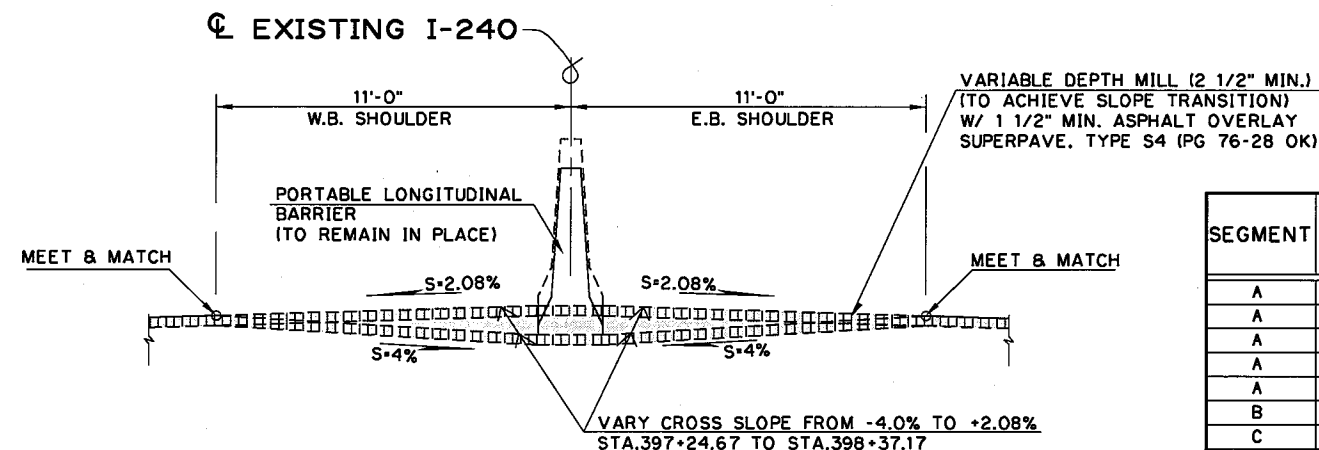 ℄ EXISTING I-240
11'-0"
W.B. SHOULDER
11'-0"
E.B. SHOULDER
VARIABLE DEPTH MILL (2 1/2" MIN.)
(TO ACHIEVE SLOPE TRANSITION)
W/ 1 1/2" MIN. ASPHALT OVERLAY
SUPERPAVE. TYPE S4 (PG 76-28 OK)
PORTABLE LONGITUDINAL
BARRIER
(TO REMAIN IN PLACE)
MEET & MATCH
MEET & MATCH
S=2.08%
S=2.08%
S=4%
S=4%
VARY CROSS SLOPE FROM -4.0% TO +2.08%
STA.397+24.67 TO STA.398+37.17
SEGMENT
A
A
A
A
A
B
C